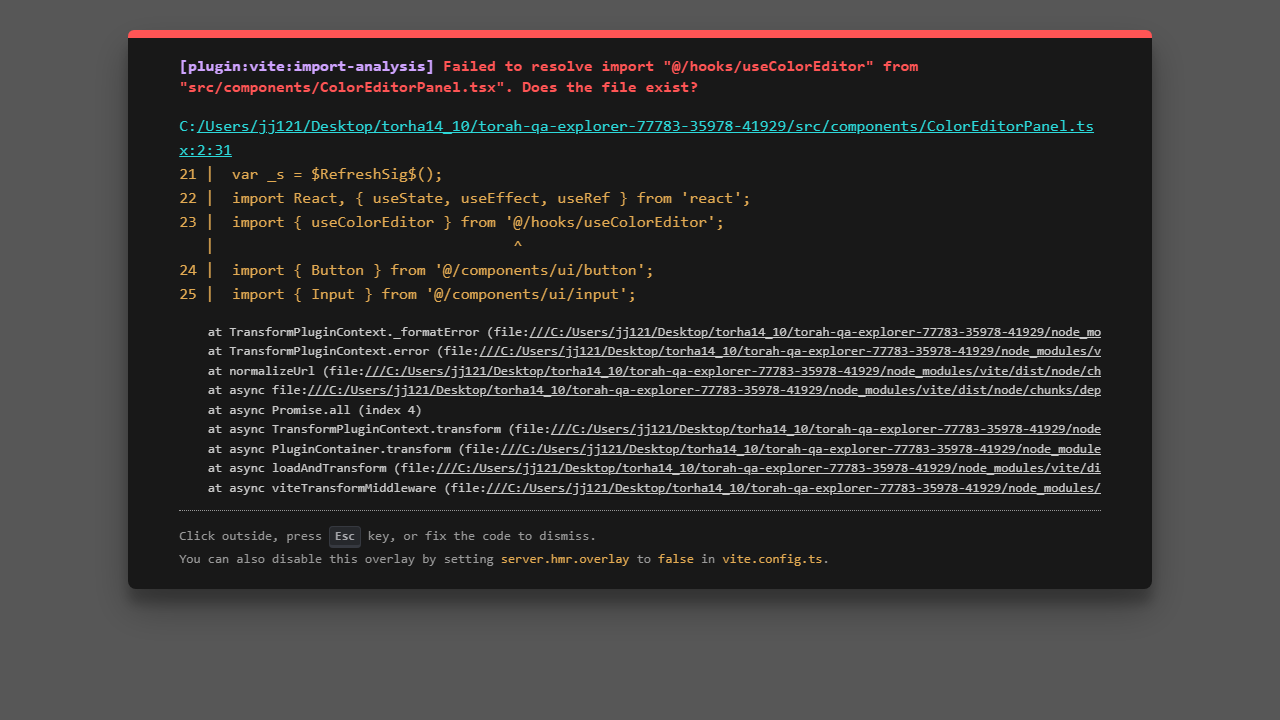 [plugin:vite:import-analysis] Failed to resolve import "@/hooks/useColorEditor" from
"src/components/ColorEditorPanel.tsx". Does the file exist?
C:/Users/jj121/Desktop/torha14_10/torah-qa-explorer-77783-35978-41929/src/components/ColorEditorPanel.ts
x:2:31
21 |  var _s = $RefreshSig$();
22 |  import React, { useState, useEffect, useRef } from 'react';
23 |  import { useColorEditor } from '@/hooks/useColorEditor';
   |                                  ^
24 |  import { Button } from '@/components/ui/button';
25 |  import { Input } from '@/components/ui/input';
at TransformPluginContext._formatError (file:///C:/Users/jj121/Desktop/torha14_10/torah-qa-explorer-77783-35978-41929/node_mo
at TransformPluginContext.error (file:///C:/Users/jj121/Desktop/torha14_10/torah-qa-explorer-77783-35978-41929/node_modules/v
at normalizeUrl (file:///C:/Users/jj121/Desktop/torha14_10/torah-qa-explorer-77783-35978-41929/node_modules/vite/dist/node/ch
at async file:///C:/Users/jj121/Desktop/torha14_10/torah-qa-explorer-77783-35978-41929/node_modules/vite/dist/node/chunks/dep
at async Promise.all (index 4)
at async TransformPluginContext.transform (file:///C:/Users/jj121/Desktop/torha14_10/torah-qa-explorer-77783-35978-41929/node
at async PluginContainer.transform (file:///C:/Users/jj121/Desktop/torha14_10/torah-qa-explorer-77783-35978-41929/node_module
at async loadAndTransform (file:///C:/Users/jj121/Desktop/torha14_10/torah-qa-explorer-77783-35978-41929/node_modules/vite/di
at async viteTransformMiddleware (file:///C:/Users/jj121/Desktop/torha14_10/torah-qa-explorer-77783-35978-41929/node_modules/
Click outside, press Esc key, or fix the code to dismiss.
You can also disable this overlay by setting server.hmr.overlay to false in vite.config.ts.